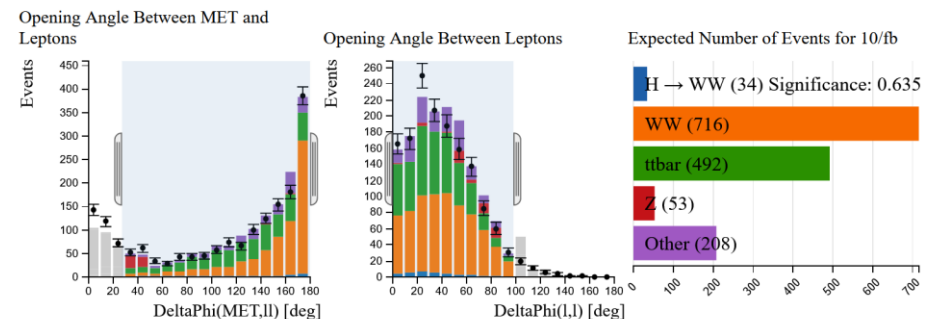 Opening Angle Between MET and
Leptons
Events
450
400
350
300
250
200
150
100
50
0
0 20 40 60 80 100 120 140 160 180
DeltaPhi(MET,ll) [deg]
Opening Angle Between Leptons
Events
260
240
220
200
180
160
140
120
100
80
60
40
20
0
0 20 40 60 80 100 120 140 160 180
DeltaPhi(l,l) [deg]
Expected Number of Events for 10/fb
H → WW (34) Significance: 0.635
WW (716)
ttbar (492)
Z (53)
Other (208)
0 100 200 300 400 500 600 700